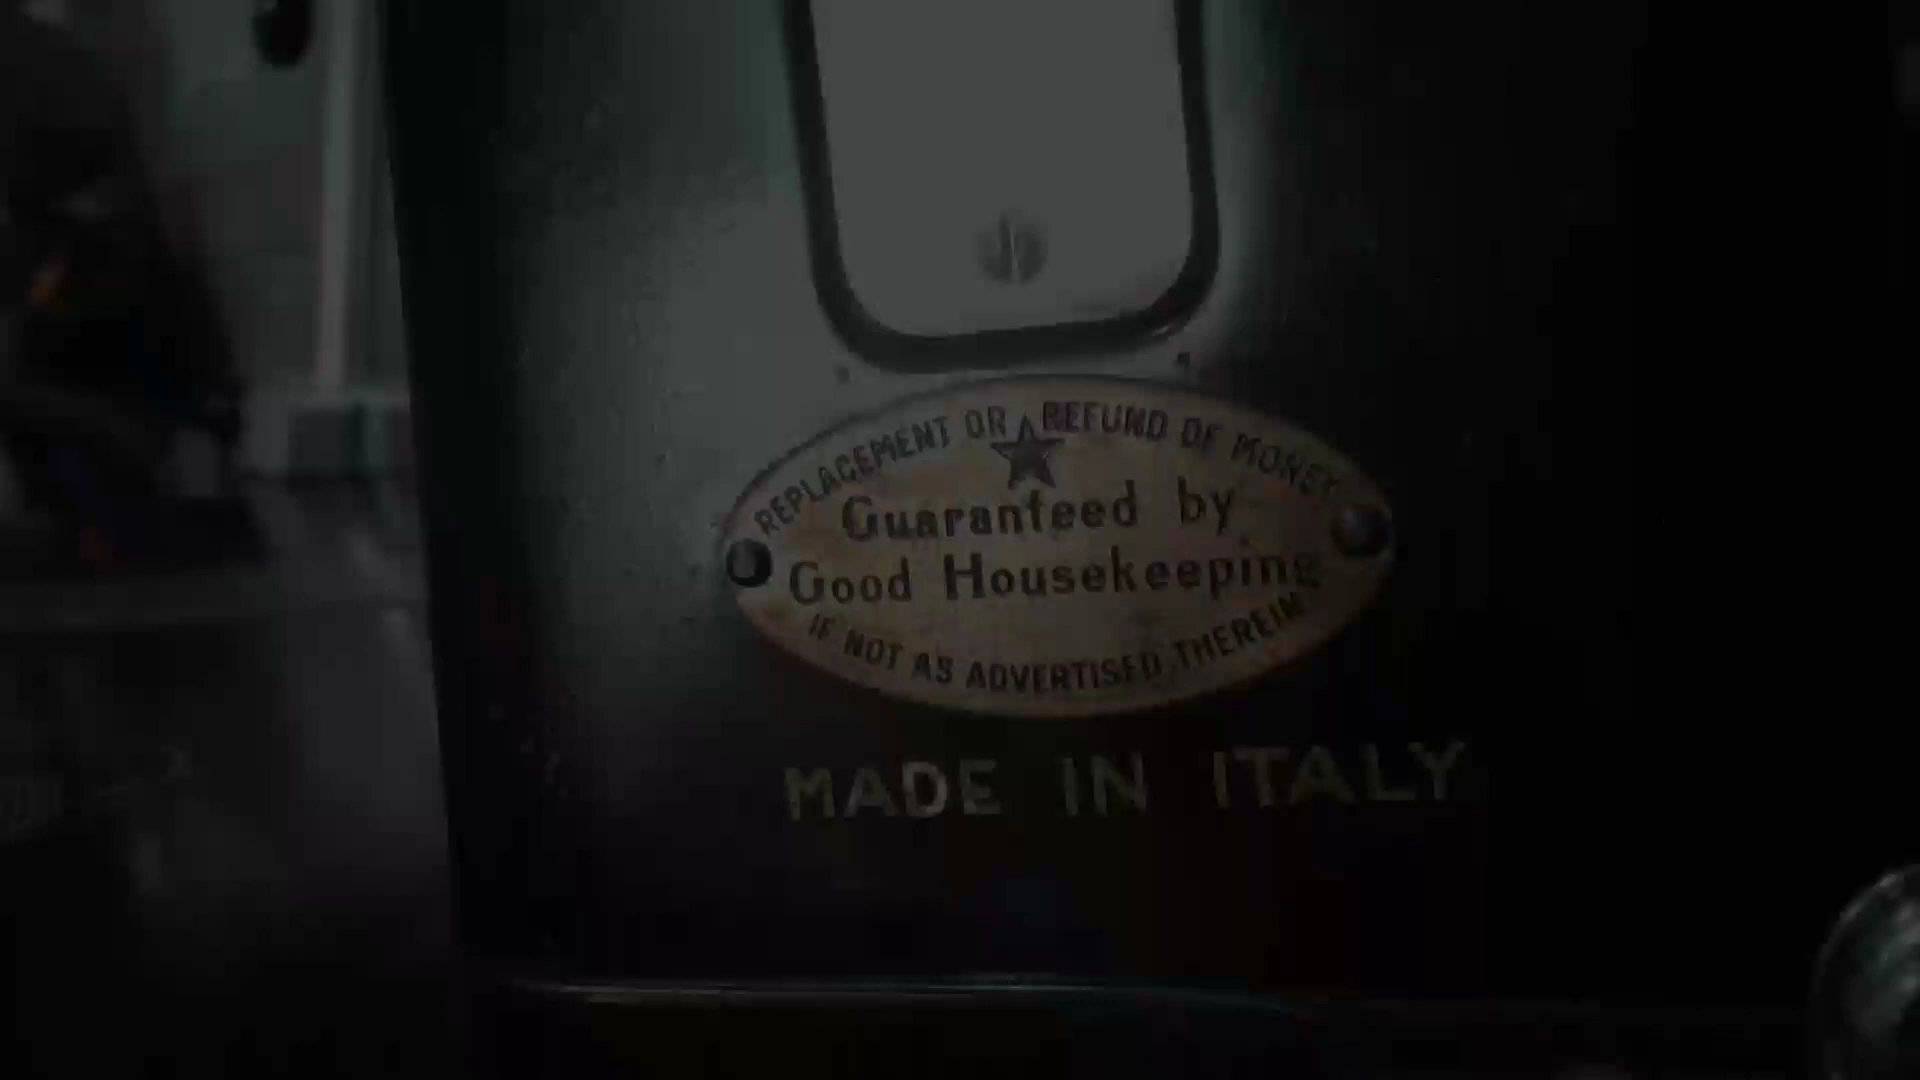 REPLACEMENT OR REFUND OF MONEY
Guaranteed by
Good Housekeeping
IF NOT AS ADVERTISED THEREIN
MADE IN ITALY